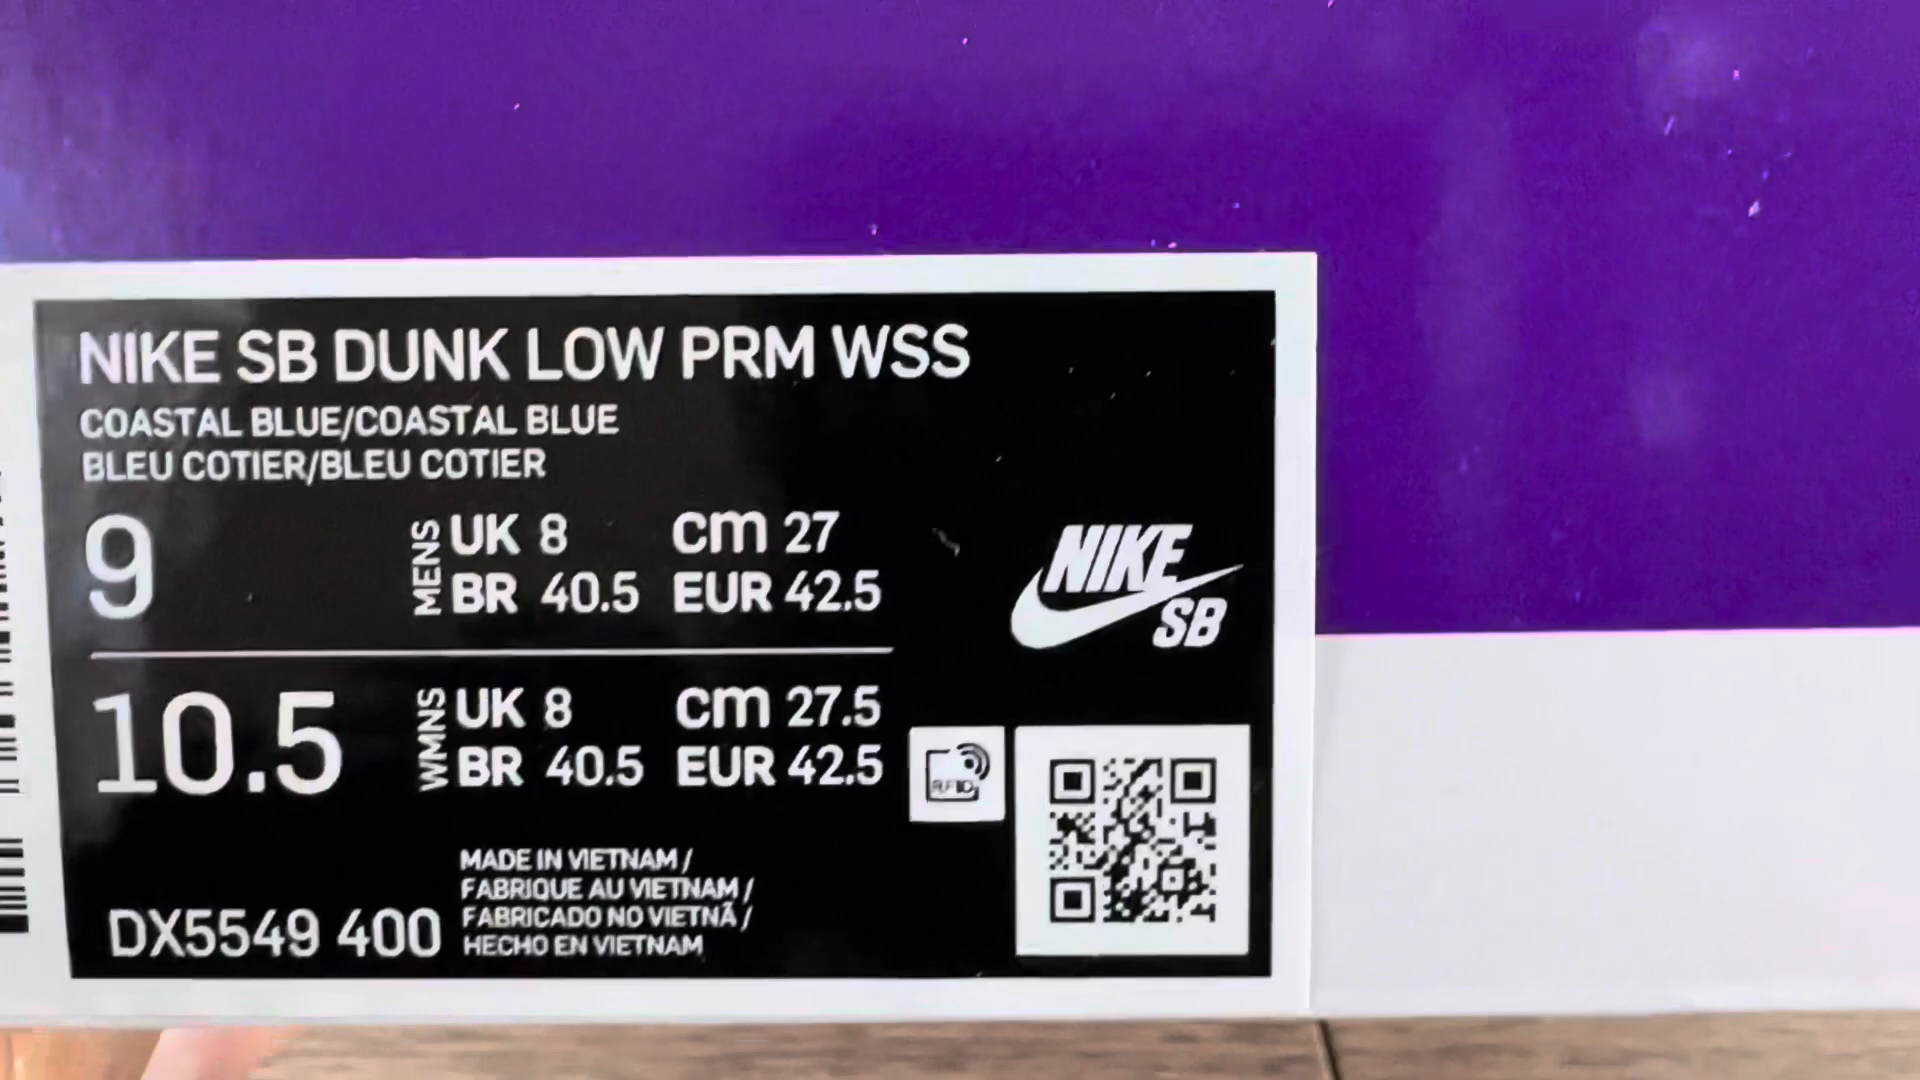 NIKE SB DUNK LOW PRM WSS
COASTAL BLUE/COASTAL BLUE
BLEU COTIER/BLEU COTIER
9 MENS UK 8 cm 27
BR 40.5 EUR 42.5
NIKE
SB
10.5 WMNS UK 8 cm 27.5
BR 40.5 EUR 42.5
RFID
MADE IN VIETNAM /
FABRIQUE AU VIETNAM /
FABRICADO NO VIETNÃ /
HECHO EN VIETNAM
DX5549 400